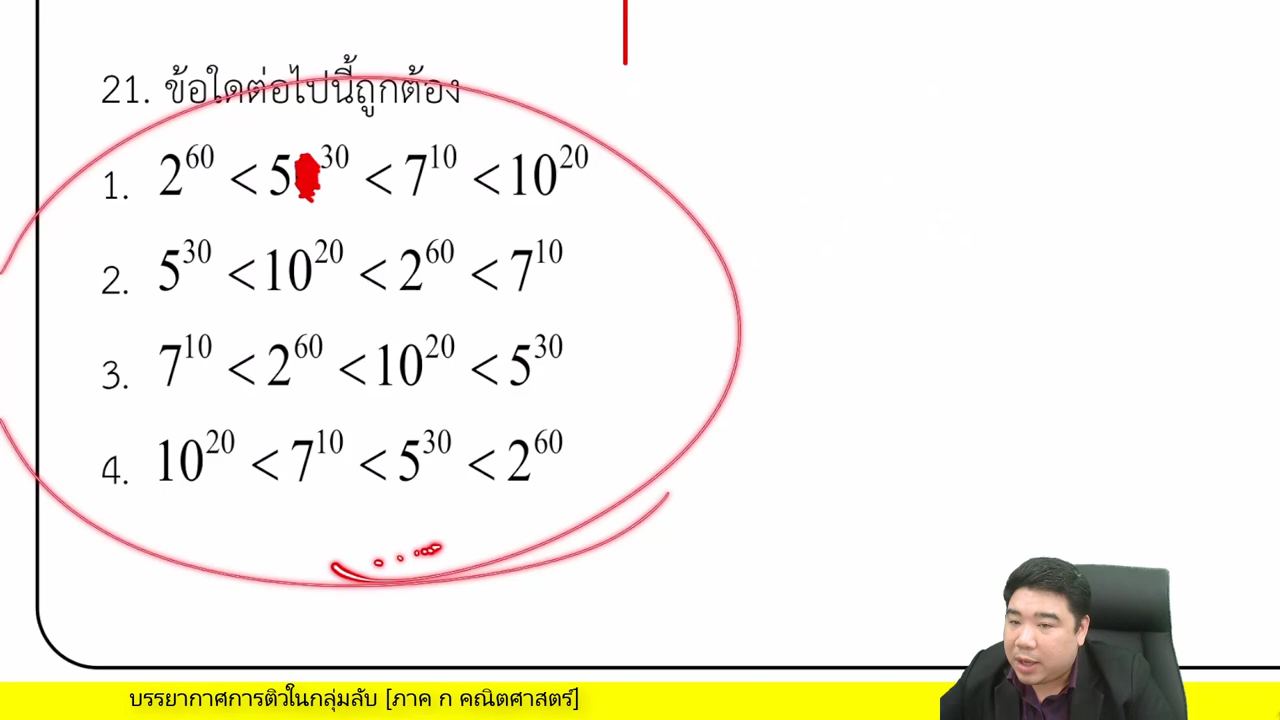 21. ข้อใดต่อไปนี้ถูกต้อง
1. 2^60 < 5^30 < 7^10 < 10^20
2. 5^30 < 10^20 < 2^60 < 7^10
3. 7^10 < 2^60 < 10^20 < 5^30
4. 10^20 < 7^10 < 5^30 < 2^60
บรรยากาศการติวในกลุ่มลับ [ภาค ก คณิตศาสตร์]